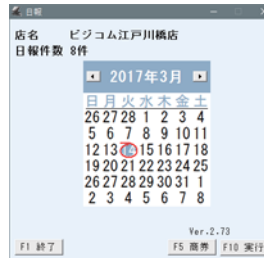 日報
店名 ビジコム江戸川橋店
日報件数 8件
2017年3月
日 月 火 水 木 金 土
26 27 28 1 2 3 4
5 6 7 8 9 10 11
12 13 14 15 16 17 18
19 20 21 22 23 24 25
26 27 28 29 30 31 1
2 3 4 5 6 7 8
Ver.2.73
F1 終了 F5 商券 F10 実行